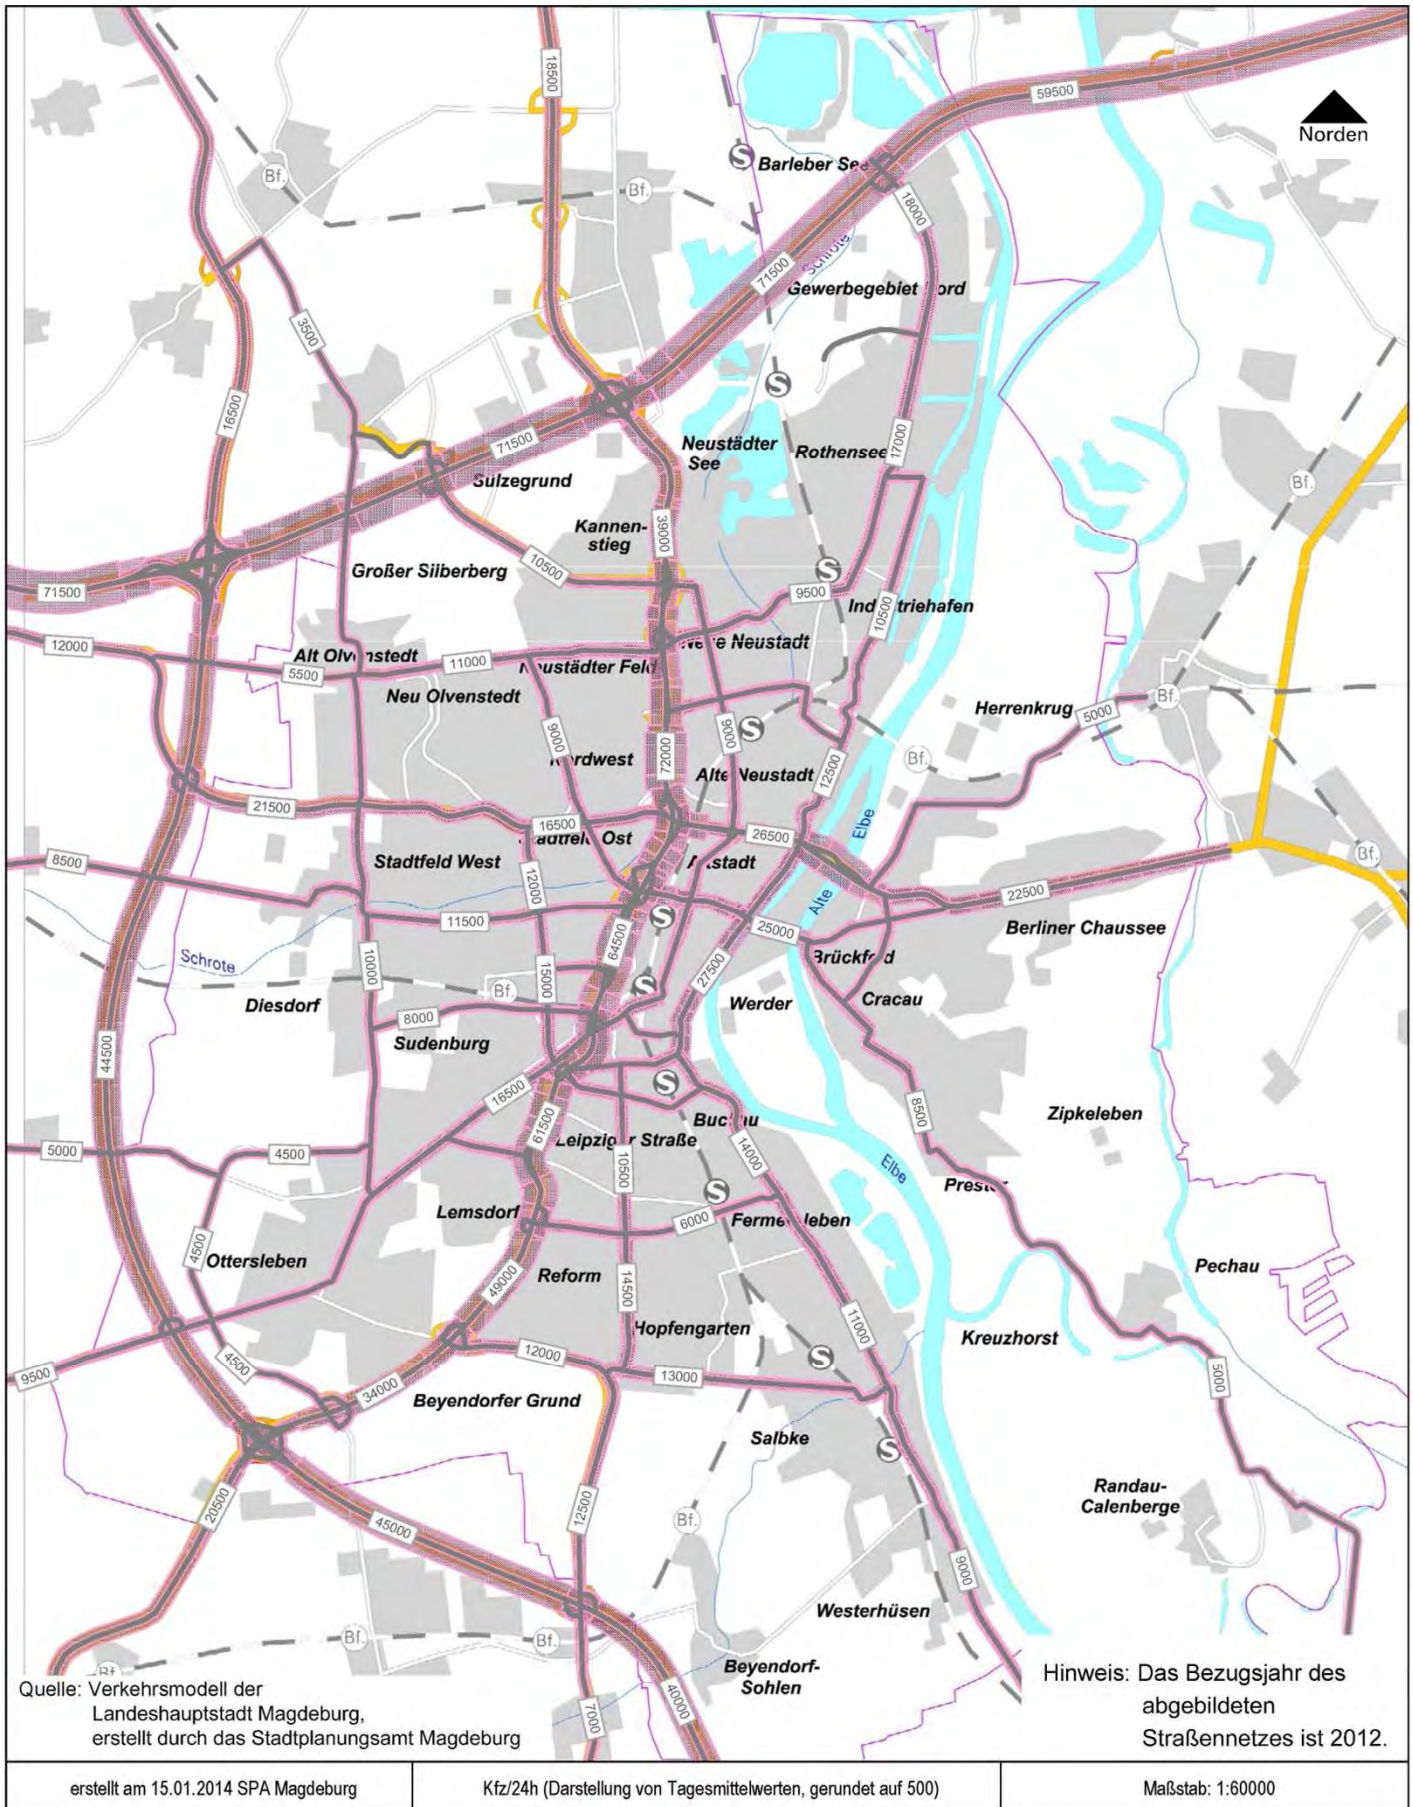 18500
59500
Norden
Bf.
Bf.
S
Barleber See
18000
Schrote
71500
Gewerbegebiet Nord
3500
16500
S
71500
Neustädter
See
Rothensee
17000
Sülzegrund
Bf.
Kannen-
stieg
39000
Großer Silberberg
10500
S
71500
9500
Industriehafen
10500
12000
Alt Olvenstedt
11000
Neue Neustadt
5500
Neustädter Feld
Neu Olvenstedt
Bf.
Herrenkrug
5000
9000
9000
S
Nordwest
72000
Alte Neustadt
12500
Bf.
21500
16500
26500
Elbe
Stadtfeld Ost
8500
Stadtfeld West
Altstadt
Bf.
12000
22500
Alte
11500
S
25000
Berliner Chaussee
64500
Schrote
10000
15000
27500
Brückfeld
Bf.
S
Diesdorf
Werder
Cracau
8000
Sudenburg
44500
16500
S
8500
Zipkeleben
61500
Buckau
5000
4500
Leipziger Straße
10500
14000
Elbe
Prester
S
Lemsdorf
6000
Fermersleben
4500
Ottersleben
Pechau
49000
Reform
14500
11000
Hopfengarten
Kreuzhorst
9500
4500
12000
S
13000
5000
34000
Beyendorfer Grund
Salbke
S
Randau-
Calenberge
20500
12500
Bf.
45000
9000
Westerhüsen
Bf.
Bf.
Beyendorf-
Sohlen
Bf.
40000
7000
Quelle: Verkehrsmodell der
Landeshauptstadt Magdeburg,
erstellt durch das Stadtplanungsamt Magdeburg
Hinweis: Das Bezugsjahr des
abgebildeten
Straßennetzes ist 2012.
erstellt am 15.01.2014 SPA Magdeburg
Kfz/24h (Darstellung von Tagesmittelwerten, gerundet auf 500)
Maßstab: 1:60000